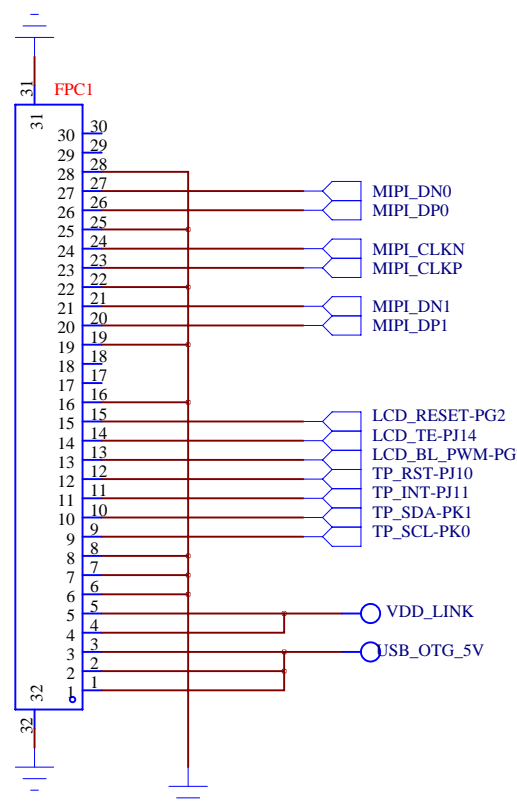 31
FPC1
31
30 30
29 29
28 28
27 27 MIPI_DN0
26 26 MIPI_DP0
25 25
24 24 MIPI_CLKN
23 23 MIPI_CLKP
22 22
21 21 MIPI_DN1
20 20 MIPI_DP1
19 19
18 18
17 17
16 16
15 15 LCD_RESET-PG2
14 14 LCD_TE-PJ14
13 13 LCD_BL_PWM-PG
12 12 TP_RST-PJ10
11 11 TP_INT-PJ11
10 10 TP_SDA-PK1
9 9 TP_SCL-PK0
8 8
7 7
6 6
5 5 VDD_LINK
4 4
3 3 USB_OTG_5V
2 2
1 1
32
32